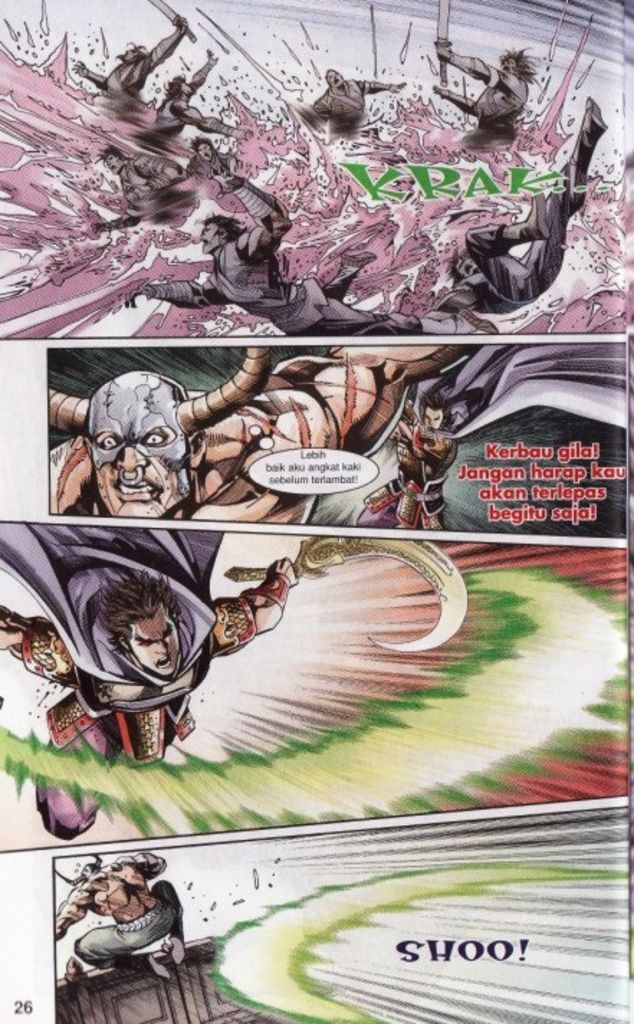 KRAK...
Lebih
baik aku angkat kaki
sebelum terlambat!
Kerbau gila!
Jangan harap kau
akan terlepas
begitu saja!
SHOO!
26